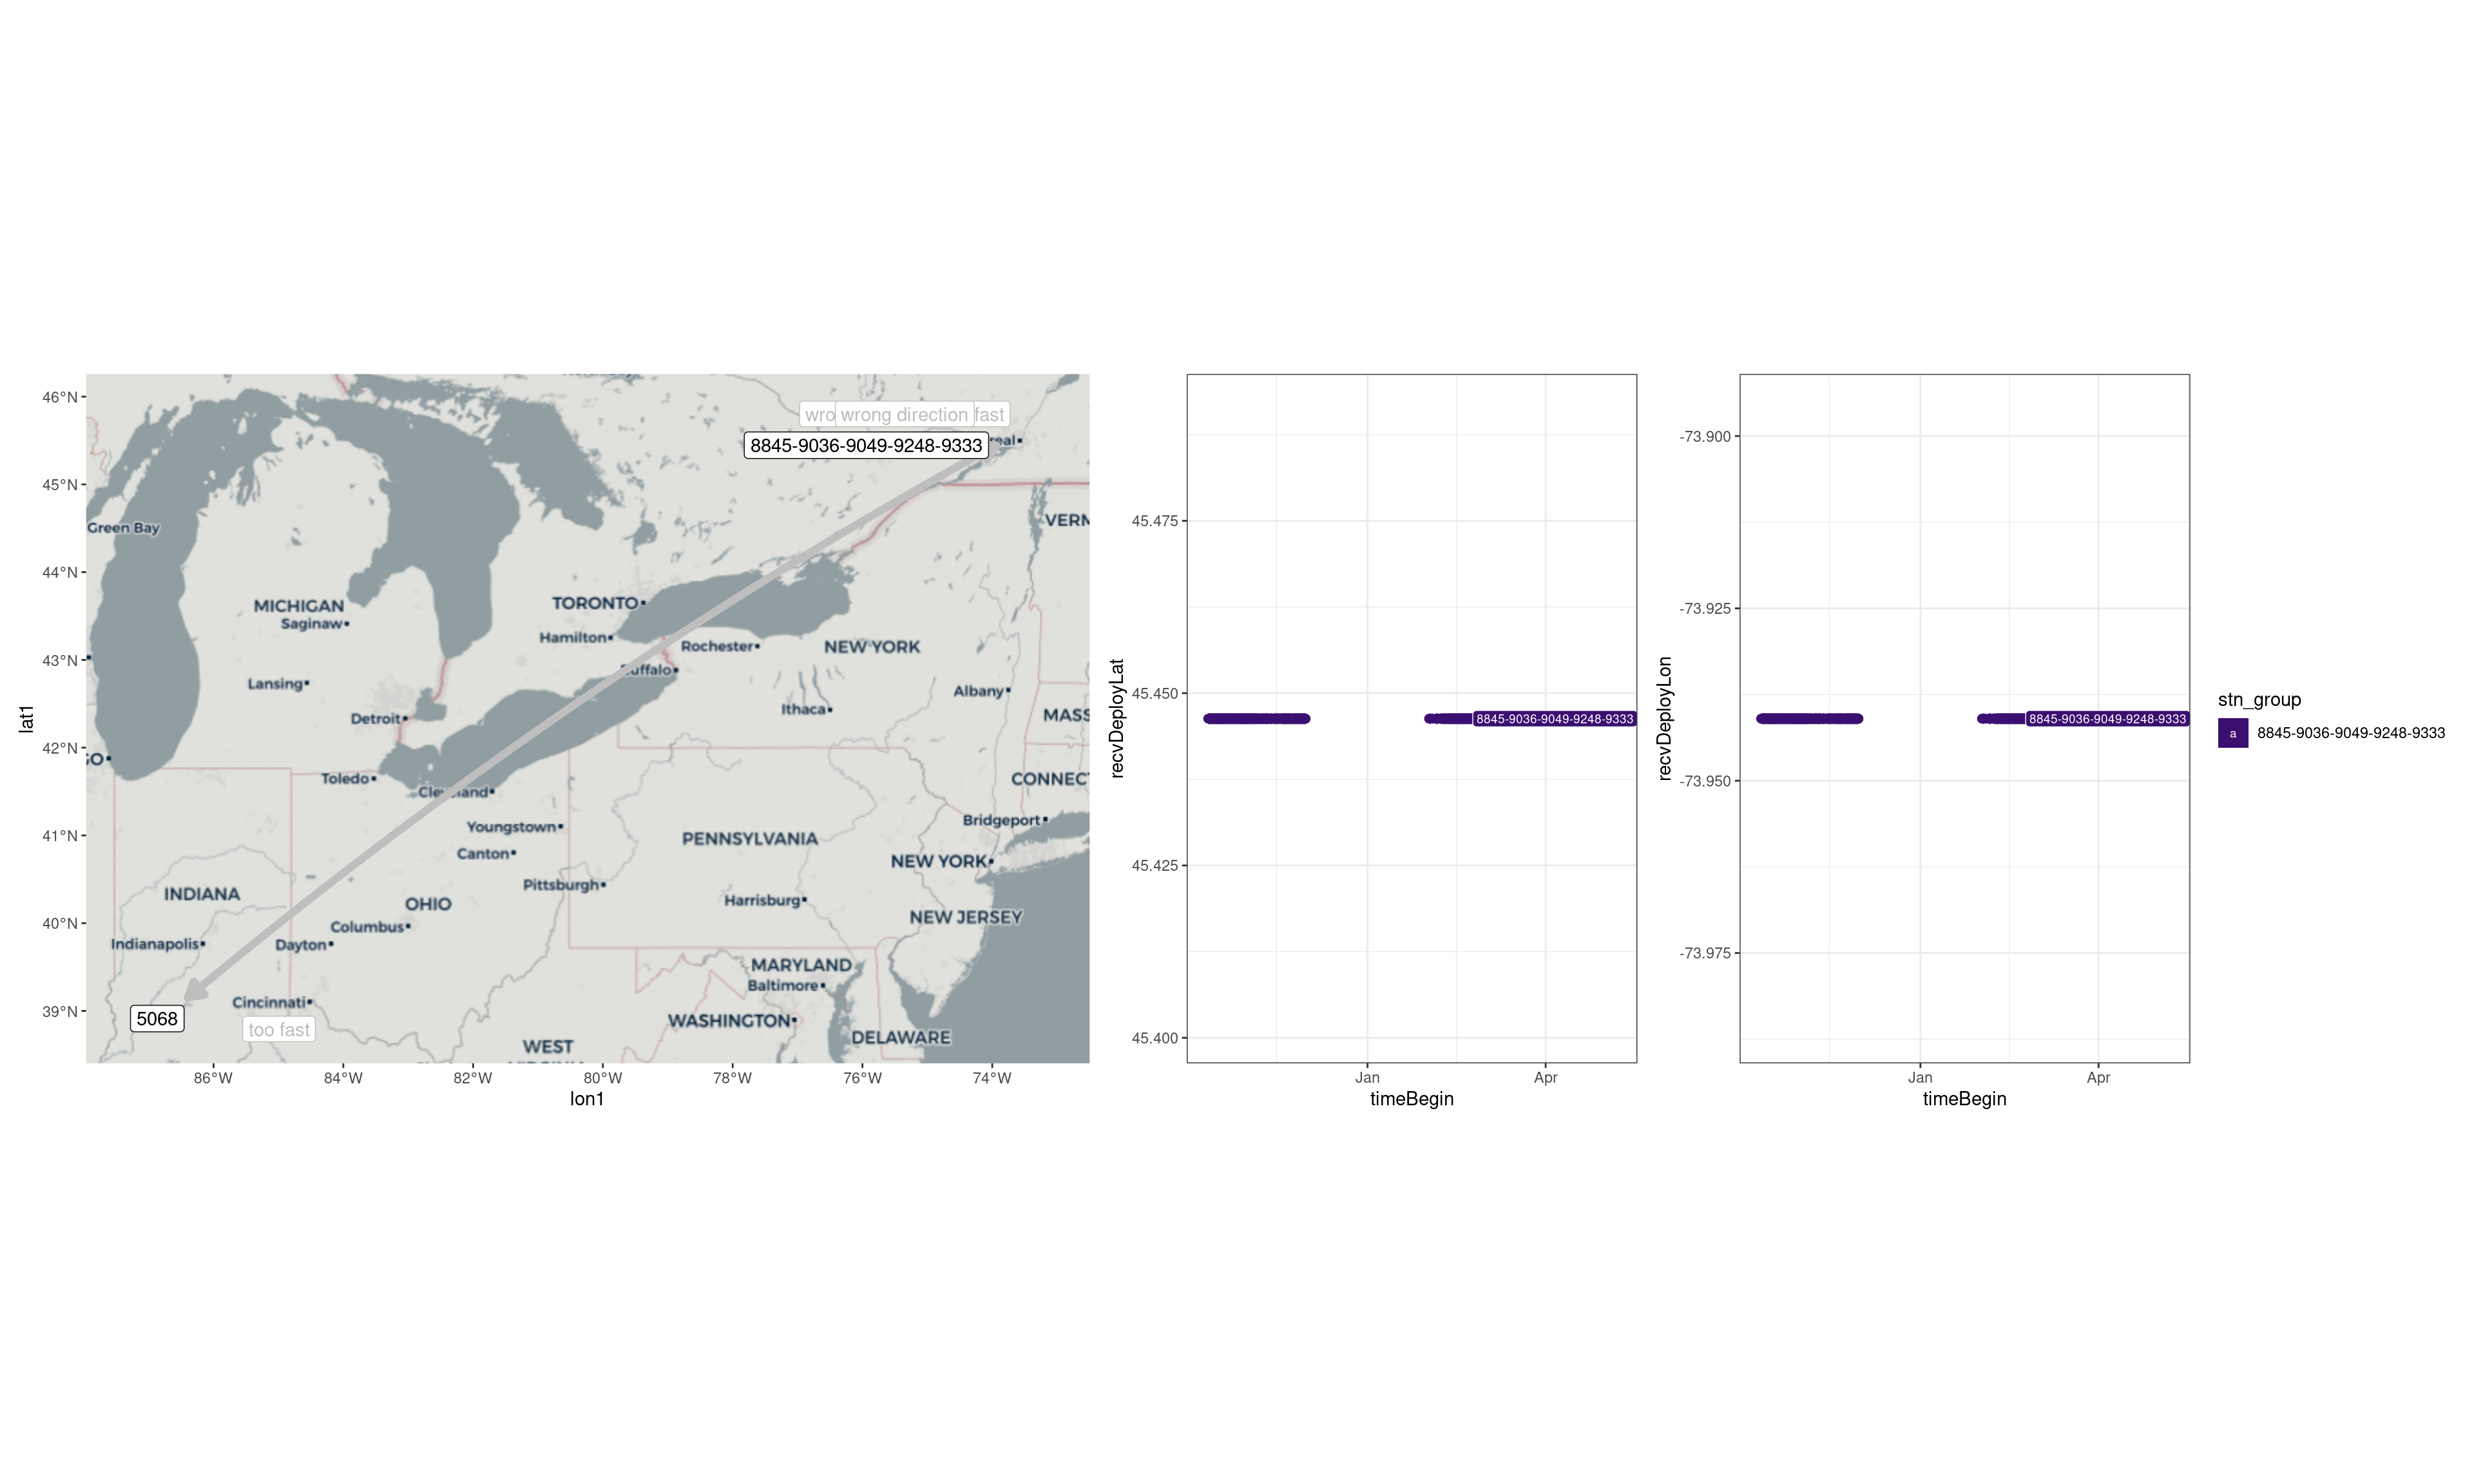 46°N
45°N
44°N
43°N
42°N
41°N
40°N
39°N
lat1
86°W
84°W
82°W
80°W
78°W
76°W
74°W
lon1
wro
wrong direction
fast
8845-9036-9049-9248-9333
eal
Green Bay
VERM
MICHIGAN
Saginaw
TORONTO
Hamilton
Rochester
NEW YORK
Lansing
uffalo
Albany
Ithaca
Detroit
MASS
GO
Toledo
CONNECT
Cleveland
Youngstown
Bridgeport
PENNSYLVANIA
Canton
NEW YORK
Pittsburgh
INDIANA
Harrisburg
OHIO
NEW JERSEY
Columbus
Indianapolis
Dayton
MARYLAND
Baltimore
Cincinnati
5068
too fast
WASHINGTON
DELAWARE
WEST
recvDeployLat
45.475
45.450
45.425
45.400
8845-9036-9049-9248-9333
Jan
Apr
timeBegin
recvDeployLon
-73.900
-73.925
-73.950
-73.975
8845-9036-9049-9248-9333
Jan
Apr
timeBegin
stn_group
a 8845-9036-9049-9248-9333